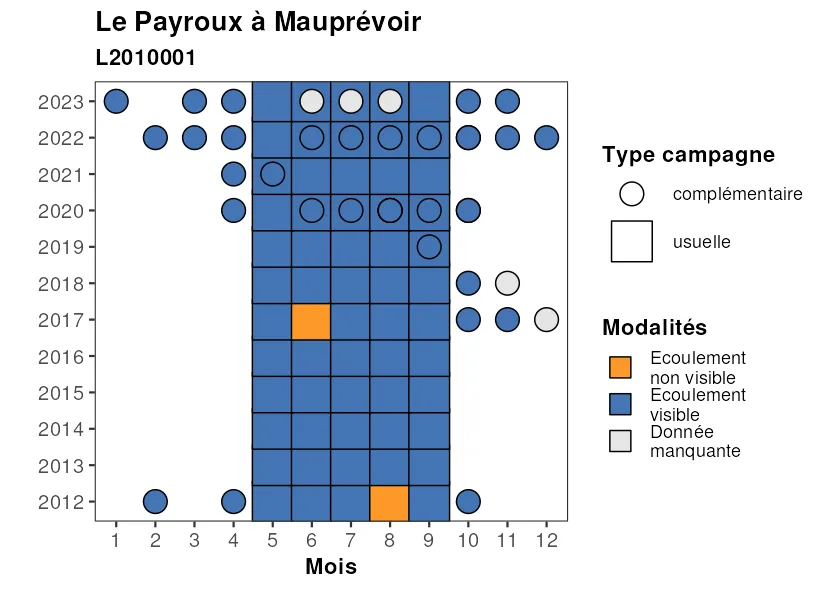 Le Payroux à Mauprévoir
L2010001
2023
2022
2021
2020
2019
2018
2017
2016
2015
2014
2013
2012
1 2 3 4 5 6 7 8 9 10 11 12
Mois
Type campagne
complémentaire
usuelle
Modalités
Ecoulement
non visible
Ecoulement
visible
Donnée
manquante